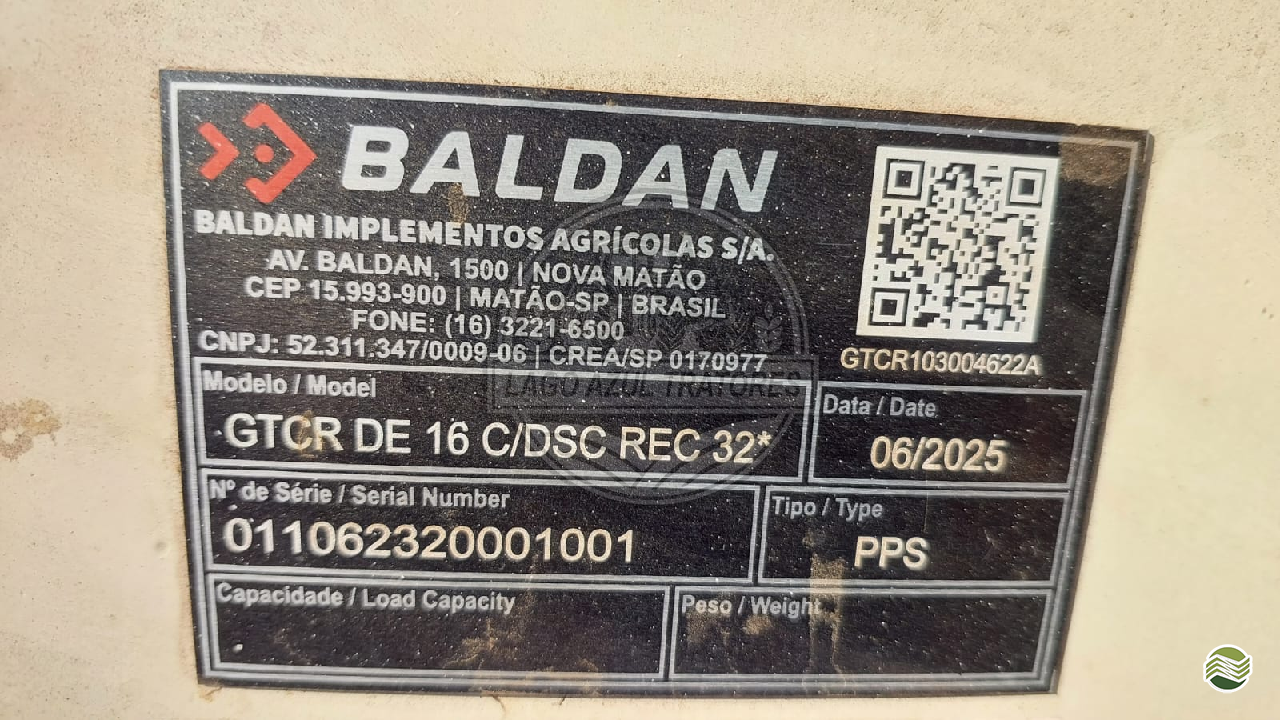 BALDAN
BALDAN IMPLEMENTOS AGRÍCOLAS S/A.
AV. BALDAN, 1500 | NOVA MATÃO
CEP 15.993-900 | MATÃO-SP | BRASIL
FONE: (16) 3221-6500
CNPJ: 52.311.347/0009-06 | CREA/SP 0170977
GTCR103004622A
LAGO AZUL TRATORES
Modelo / Model
GTCR DE 16 C/DSC REC 32*
Data / Date
06/2025
Nº de Série / Serial Number
011062320001001
Tipo / Type
PPS
Capacidade / Load Capacity
Peso / Weight